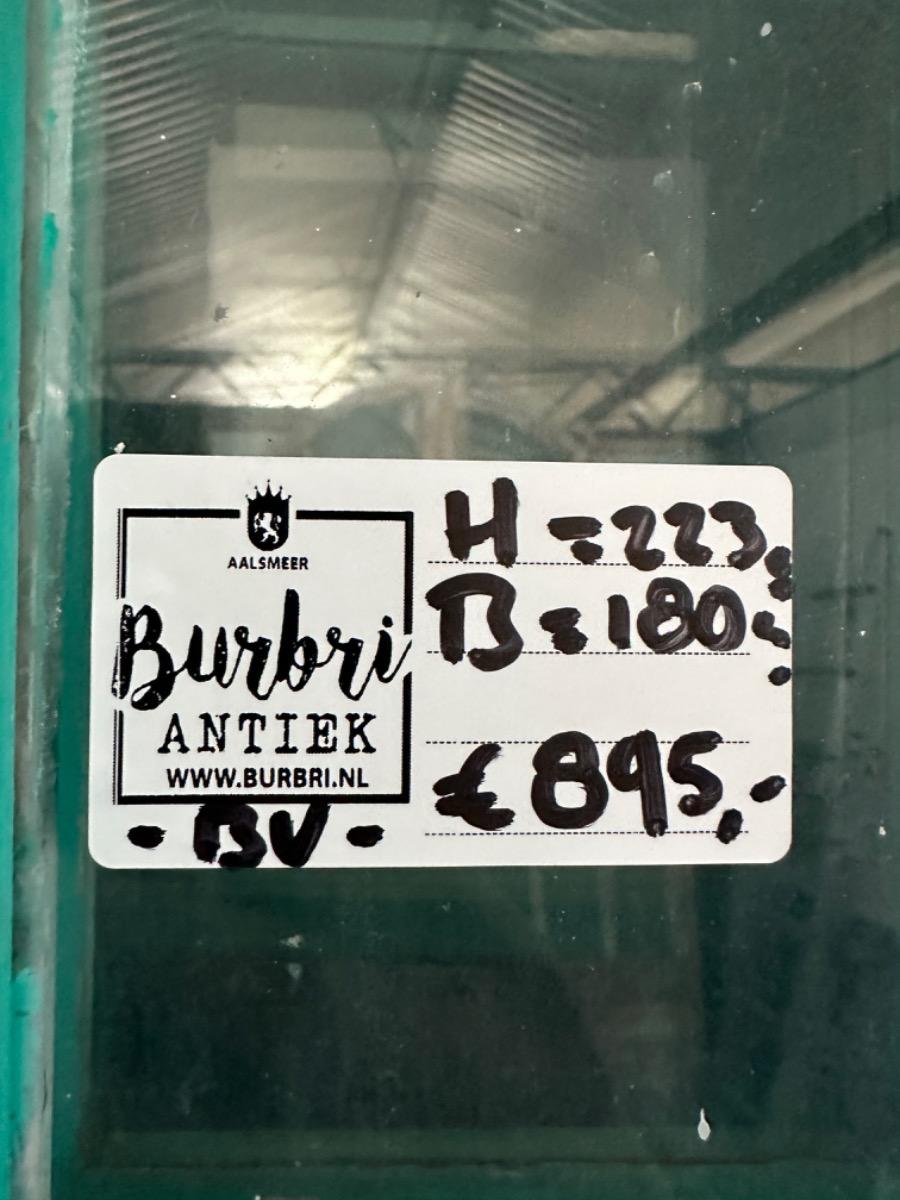 AALSMEER
Burbri
ANTIEK
WWW.BURBRI.NL
- BV -
H = 223,-
B = 180,-
€ 895,-